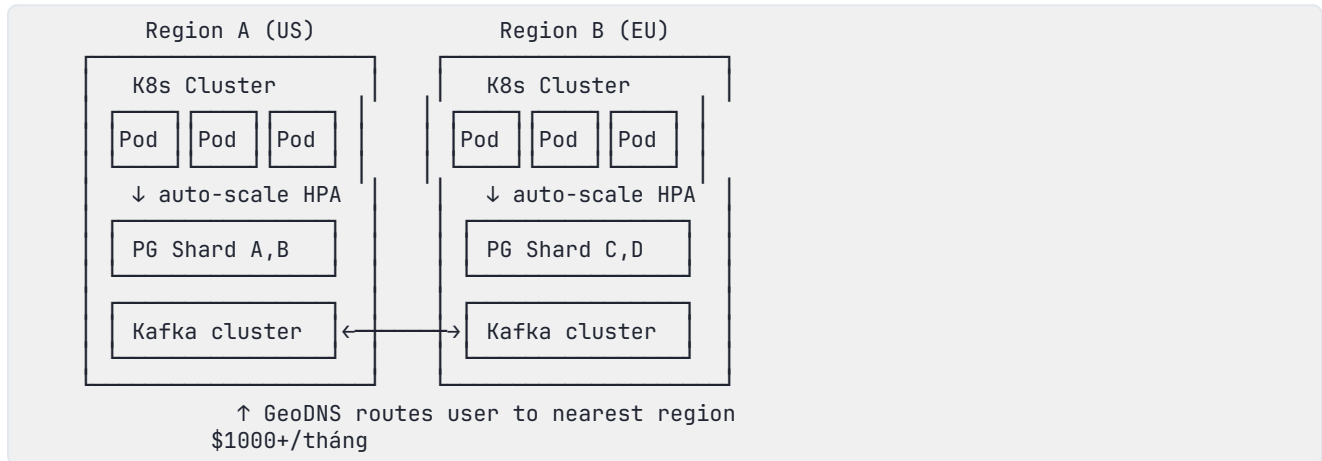 Region A (US) Region B (EU)
K8s Cluster K8s Cluster
Pod Pod Pod Pod Pod Pod
↓ auto-scale HPA ↓ auto-scale HPA
PG Shard A,B PG Shard C,D
Kafka cluster ←→ Kafka cluster
↑ GeoDNS routes user to nearest region
$1000+/tháng